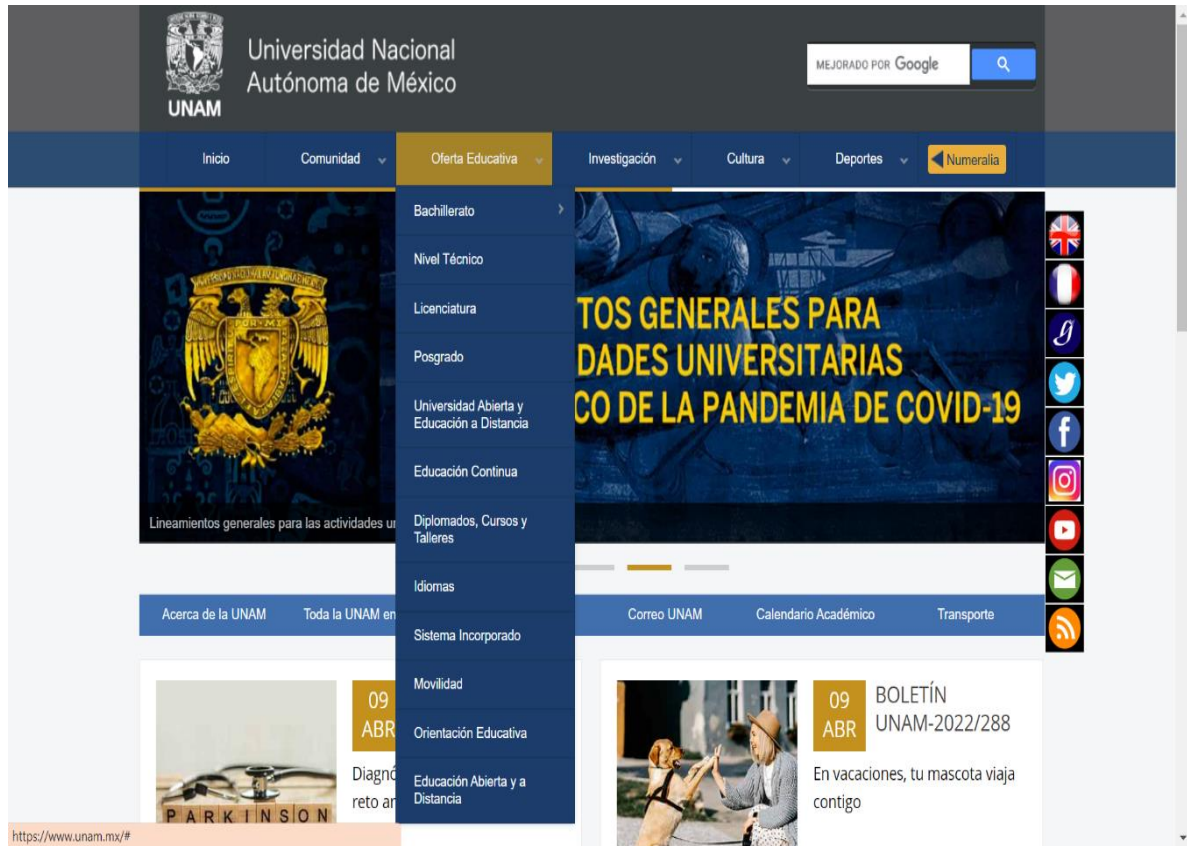 Universidad Nacional
Autónoma de México
UNAM
MEJORADO POR Google
Inicio
Comunidad
Oferta Educativa
Investigación
Cultura
Deportes
Numeralia
Bachillerato
Nivel Técnico
Licenciatura
Posgrado
Universidad Abierta y
Educación a Distancia
Educación Continua
Diplomados, Cursos y
Talleres
Idiomas
Sistema Incorporado
Movilidad
Orientación Educativa
Educación Abierta y a
Distancia
TOS GENERALES PARA
DADES UNIVERSITARIAS
CO DE LA PANDEMIA DE COVID-19
Lineamientos generales para las actividades
Acerca de la UNAM
Toda la UNAM en
Correo UNAM
Calendario Académico
Transporte
PARKINSON
09
ABR
Diagnó
reto
09
ABR
BOLETÍN
UNAM-2022/288
En vacaciones, tu mascota viaja
contigo
https://www.unam.mx/#